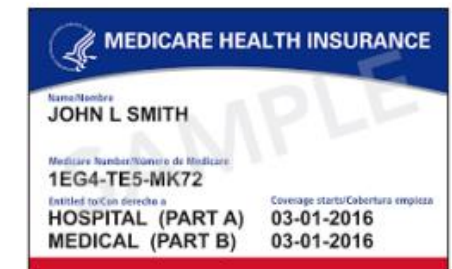 MEDICARE HEALTH INSURANCE
SAMPLE
Name/Nombre
JOHN L SMITH
Medicare Number/Número de Medicare
1EG4-TE5-MK72
Entitled to/Con derecho a Coverage starts/Cobertura empieza
HOSPITAL (PART A) 03-01-2016
MEDICAL (PART B) 03-01-2016